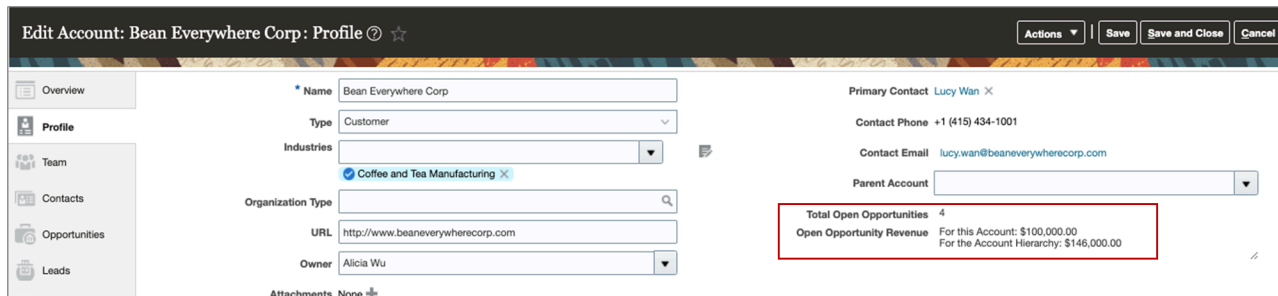 Edit Account: Bean Everywhere Corp: Profile ?
Actions
Save
Save and Close
Cancel
Overview
Profile
Team
Contacts
Opportunities
Leads
* Name Bean Everywhere Corp
Type Customer
Industries
Coffee and Tea Manufacturing
Organization Type
URL http://www.beaneverywherecorp.com
Owner Alicia Wu
Attachments None
Primary Contact Lucy Wan
Contact Phone +1 (415) 434-1001
Contact Email lucy.wan@beaneverywherecorp.com
Parent Account
Total Open Opportunities 4
Open Opportunity Revenue For this Account: $100,000.00
For the Account Hierarchy: $146,000.00